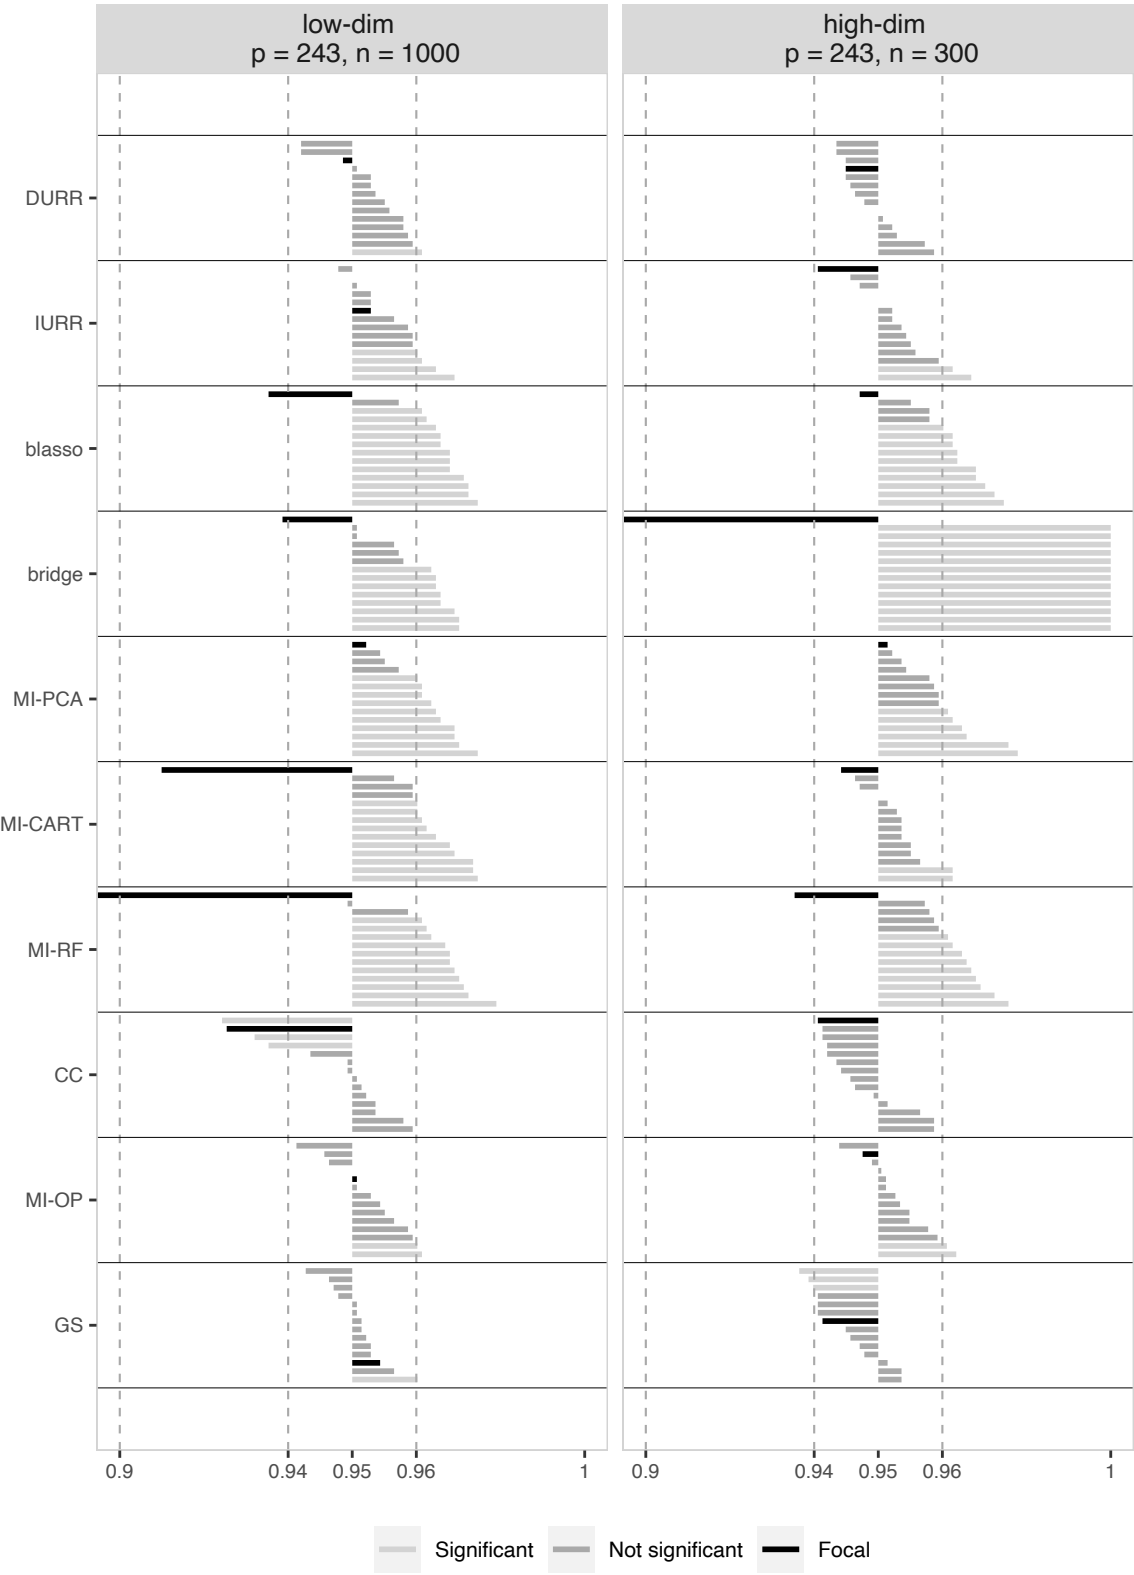 low-dim
p = 243, n = 1000
high-dim
p = 243, n = 300
DURR
IURR
blasso
bridge
MI-PCA
MI-CART
MI-RF
CC
MI-OP
GS
0.9 0.94 0.95 0.96 1
0.9 0.94 0.95 0.96 1
Significant Not significant Focal